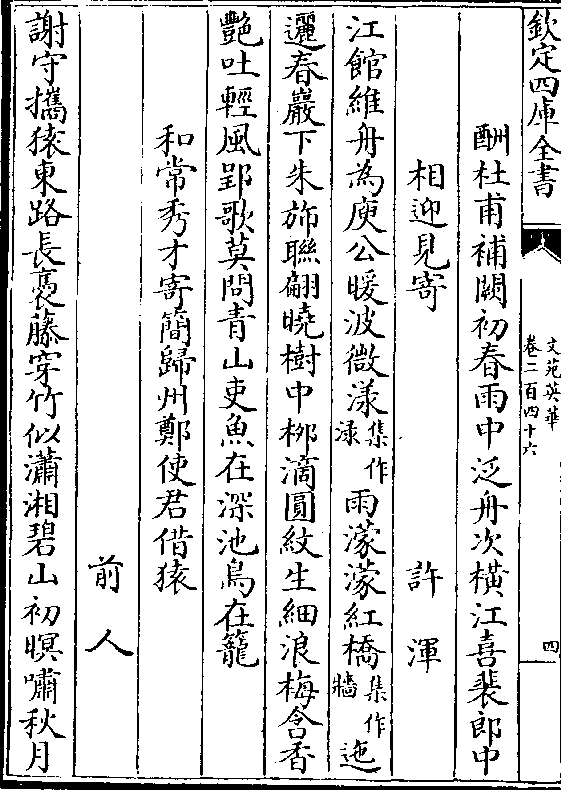 欽定四庫全書
文苑英華
卷二百四十六
四
酬杜甫補闕初春雨中泛舟次橫江喜裴郎中
相迎見寄
許渾
江館維舟為庾公暖波微漾集作渌雨濛濛紅橋集作牆迤
邐春巖下朱斾聯翩曉樹中栁滴圓紋生細浪梅含香
艷吐輕風郢歌莫問青山吏魚在深池鳥在籠
和常秀才寄簡歸州鄭使君借猿
前人
謝守攜猿東路長裛藤穿竹似瀟湘碧山初暝嘯秋月